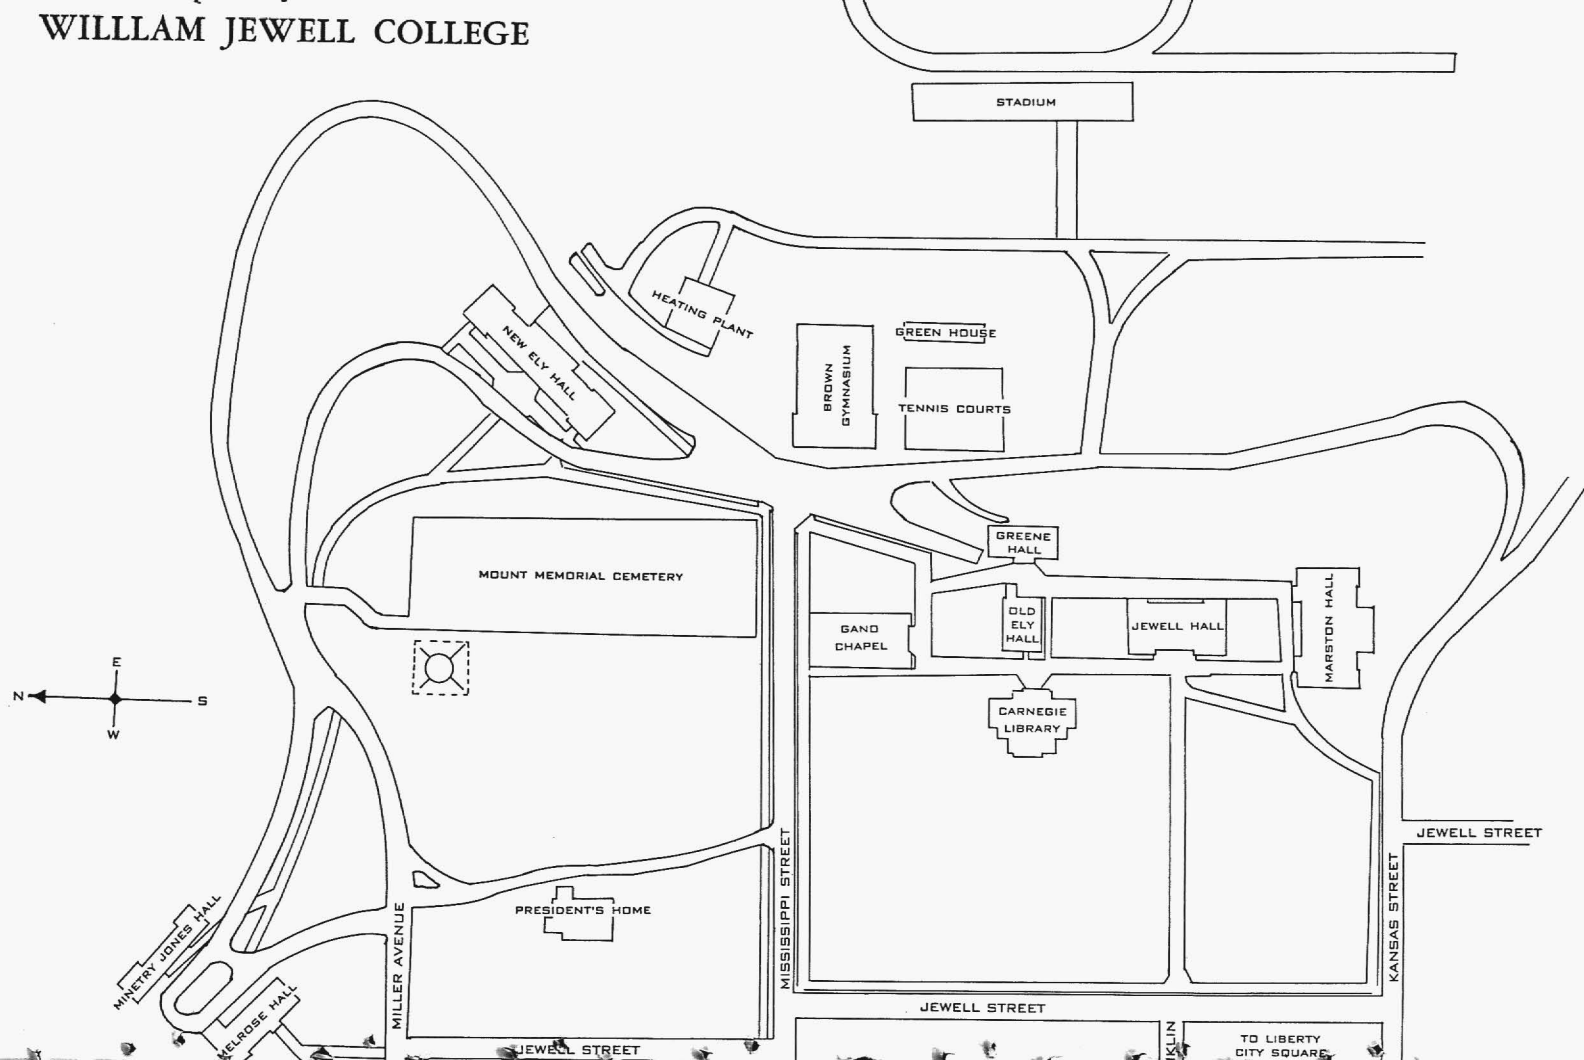 WILLLAM JEWELL COLLEGE
STADIUM
HEATING PLANT
NEW ELY HALL
BROWN
GYMNASIUM
GREEN HOUSE
TENNIS COURTS
GREENE
HALL
MOUNT MEMORIAL CEMETERY
OLD
ELY
HALL
GANO
CHAPEL
JEWELL HALL
MARSTON HALL
CARNEGIE
LIBRARY
E
N
S
W
JEWELL STREET
MISSISSIPPI STREET
KANSAS STREET
MINETRY JONES HALL
MILLER AVENUE
PRESIDENT'S HOME
MELROSE HALL
JEWELL STREET
JEWELL STREET
TO LIBERTY
CITY SQUARE